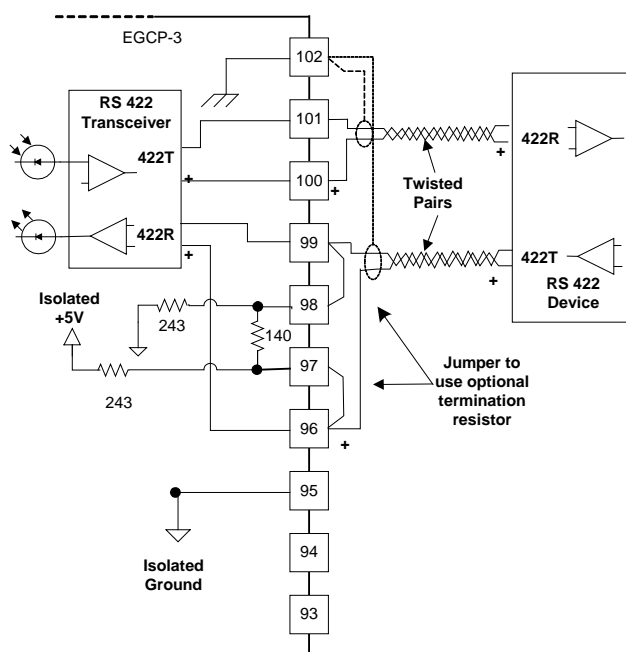 EGCP-3
102
RS 422
Transceiver
101
422T
+
422R
+
100
+
Twisted
Pairs
422R
+
99
422T
+
RS 422
Device
Isolated
+5V
243
98
140
243
97
Jumper to
use optional
termination
resistor
96
+
95
Isolated
Ground
94
93